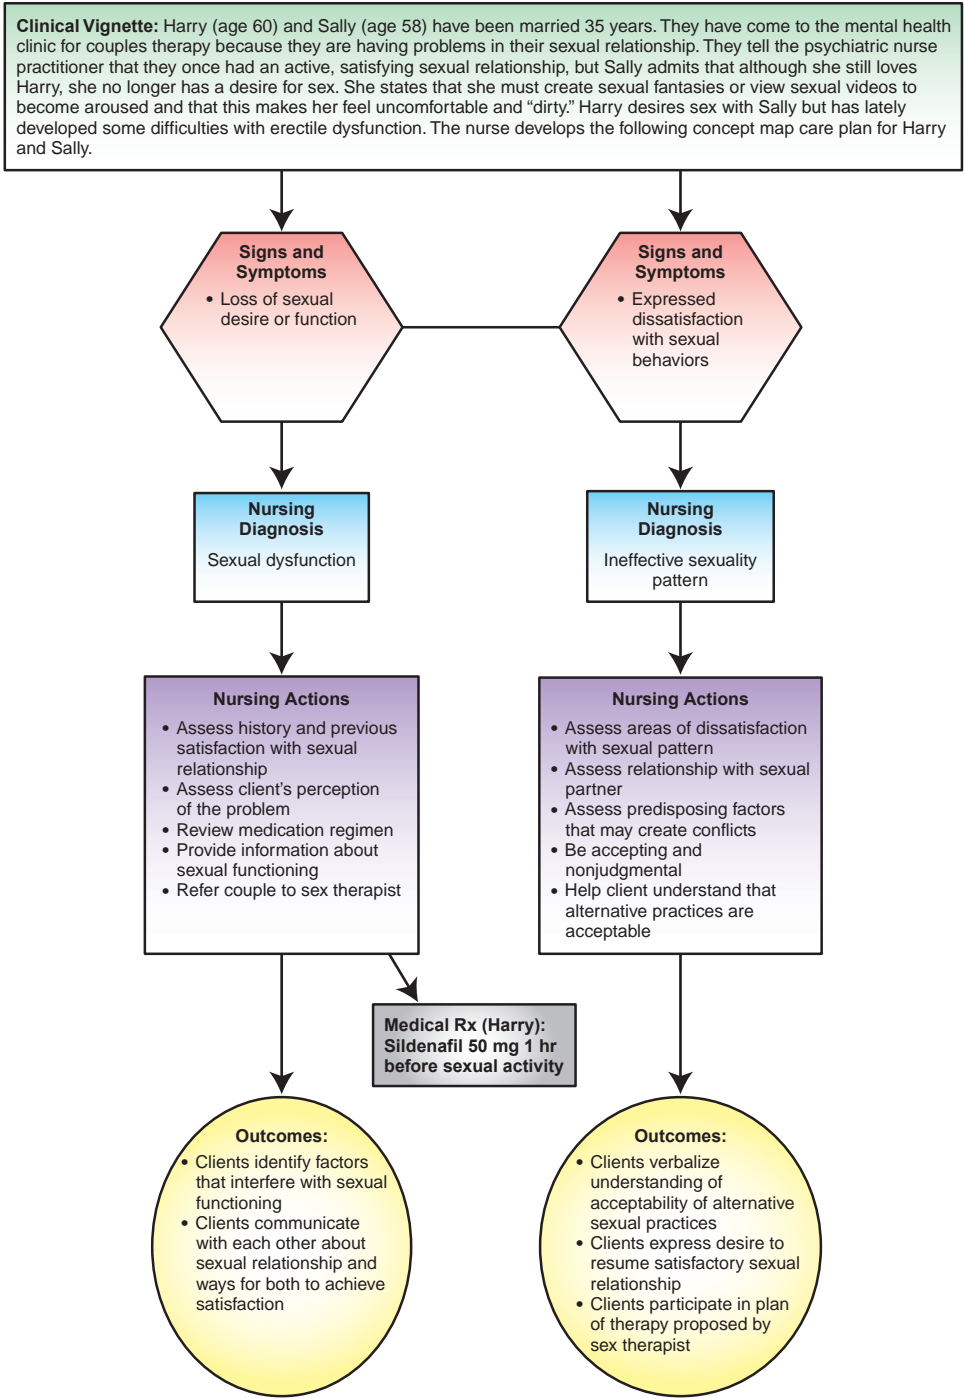 Clinical Vignette: Harry (age 60) and Sally (age 58) have been married 35 years. They have come to the mental health
clinic for couples therapy because they are having problems in their sexual relationship. They tell the psychiatric nurse
practitioner that they once had an active, satisfying sexual relationship, but Sally admits that although she still loves
Harry, she no longer has a desire for sex. She states that she must create sexual fantasies or view sexual videos to
become aroused and that this makes her feel uncomfortable and “dirty.” Harry desires sex with Sally but has lately
developed some difficulties with erectile dysfunction. The nurse develops the following concept map care plan for Harry
and Sally.
Signs and
Symptoms
• Loss of sexual
desire or function
Signs and
Symptoms
• Expressed
dissatisfaction
with sexual
behaviors
Nursing
Diagnosis
Sexual dysfunction
Nursing
Diagnosis
Ineffective sexuality
pattern
Nursing Actions
• Assess history and previous
satisfaction with sexual
relationship
• Assess client’s perception
of the problem
• Review medication regimen
• Provide information about
sexual functioning
• Refer couple to sex therapist
Nursing Actions
• Assess areas of dissatisfaction
with sexual pattern
• Assess relationship with sexual
partner
• Assess predisposing factors
that may create conflicts
• Be accepting and
nonjudgmental
• Help client understand that
alternative practices are
acceptable
Medical Rx (Harry):
Sildenafil 50 mg 1 hr
before sexual activity
Outcomes:
• Clients identify factors
that interfere with sexual
functioning
• Clients communicate
with each other about
sexual relationship and
ways for both to achieve
satisfaction
Outcomes:
• Clients verbalize
understanding of
acceptability of alternative
sexual practices
• Clients express desire to
resume satisfactory sexual
relationship
• Clients participate in plan
of therapy proposed by
sex therapist